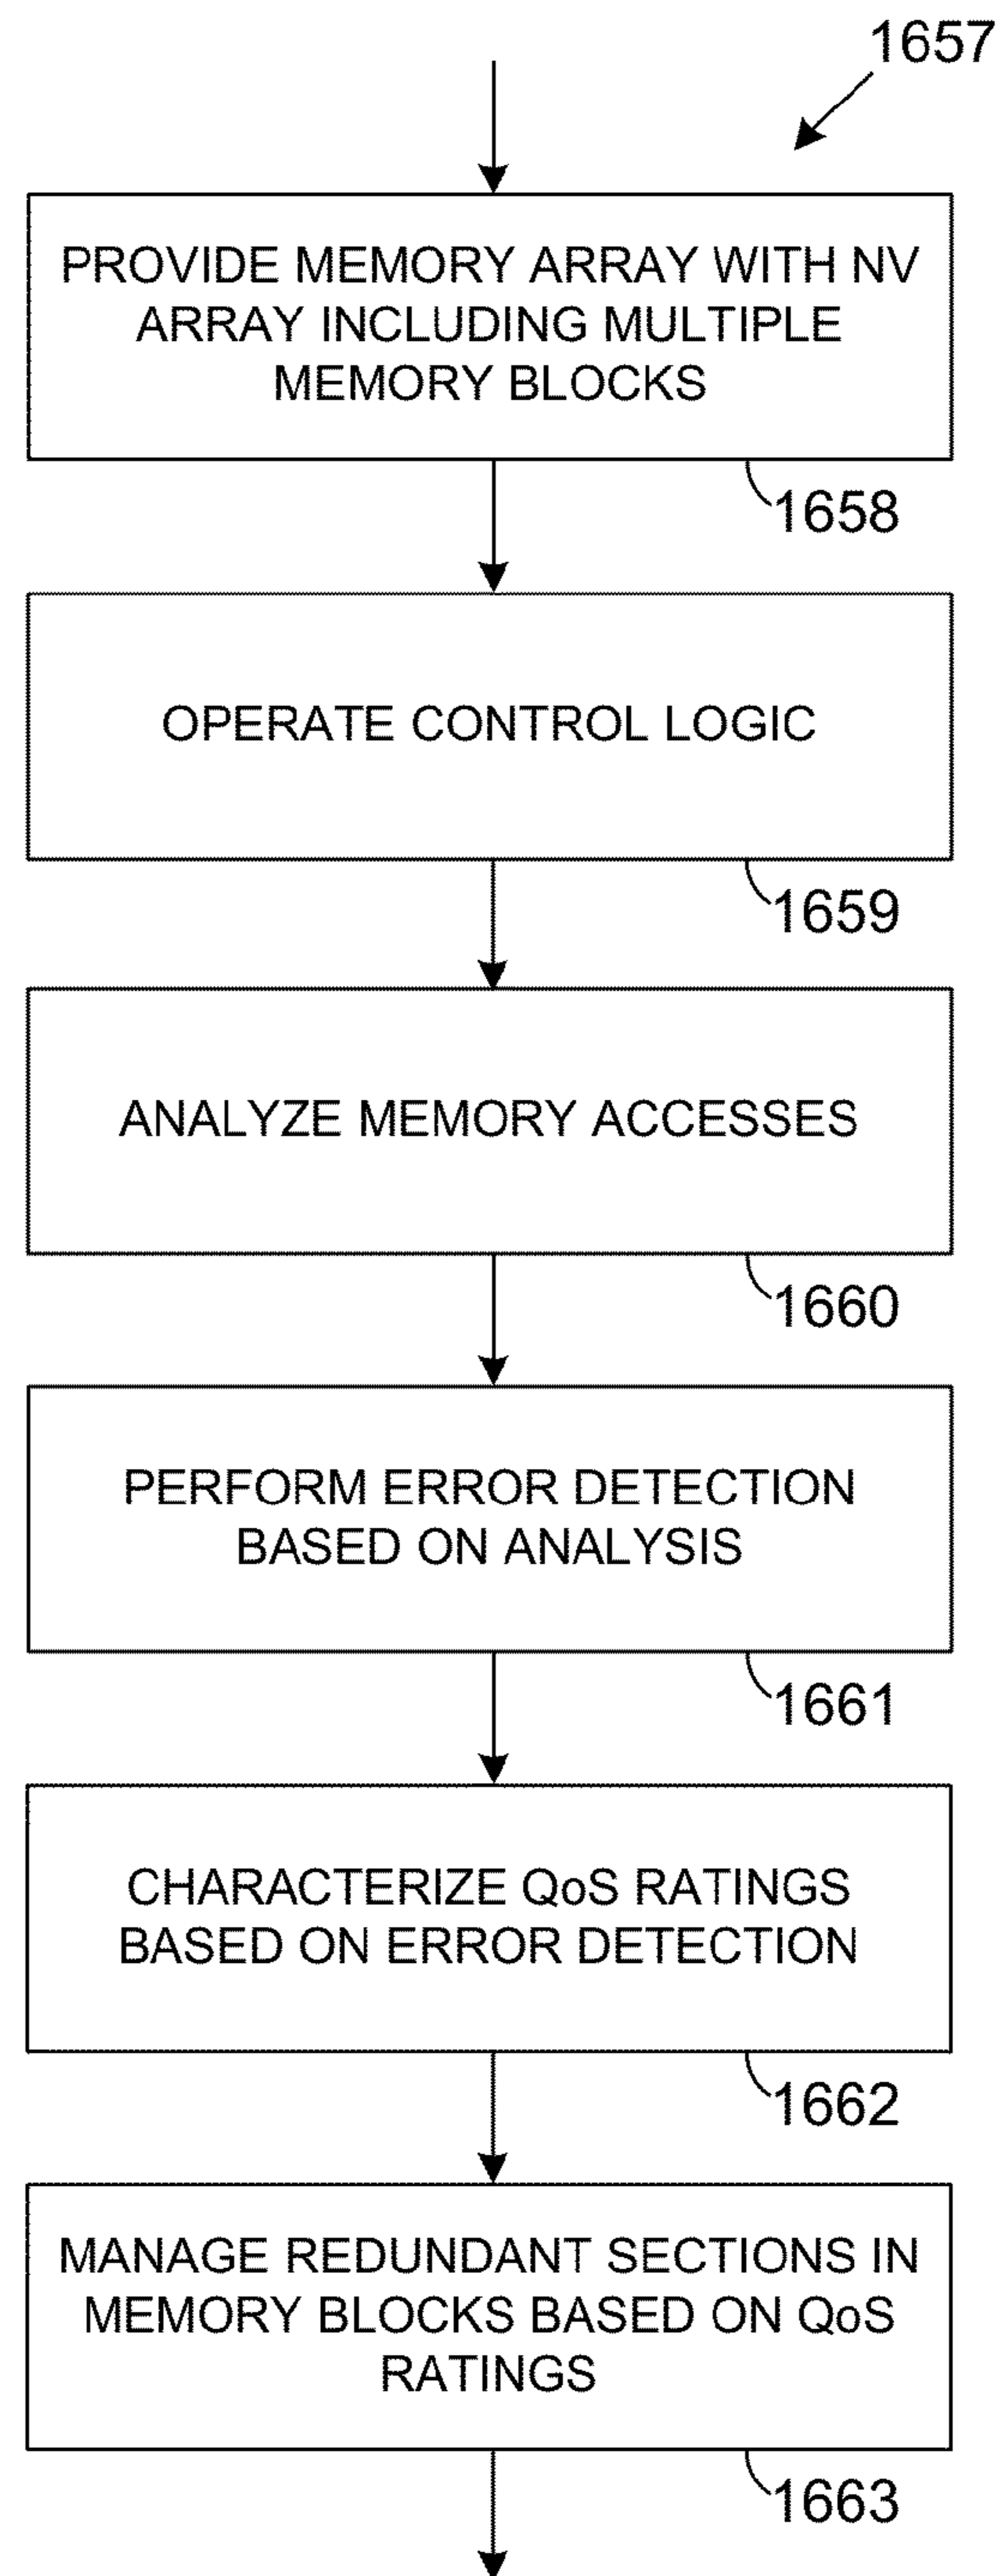 1657
PROVIDE MEMORY ARRAY WITH NV
ARRAY INCLUDING MULTIPLE
MEMORY BLOCKS
1658
OPERATE CONTROL LOGIC
1659
ANALYZE MEMORY ACCESSES
1660
PERFORM ERROR DETECTION
BASED ON ANALYSIS
1661
CHARACTERIZE QoS RATINGS
BASED ON ERROR DETECTION
1662
MANAGE REDUNDANT SECTIONS IN
MEMORY BLOCKS BASED ON QoS
RATINGS
1663